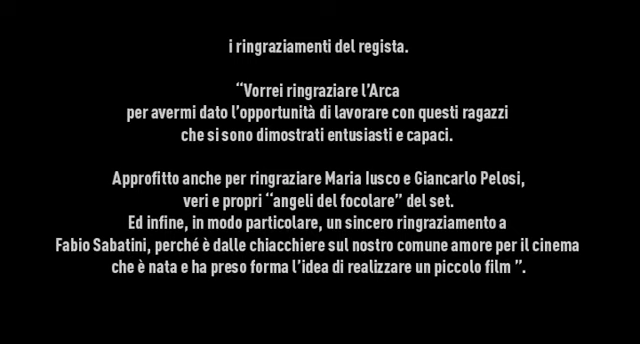 i ringraziamenti del regista.
“Vorrei ringraziare l’Arca
per avermi dato l’opportunità di lavorare con questi ragazzi
che si sono dimostrati entusiasti e capaci.
Approfitto anche per ringraziare Maria Iusco e Giancarlo Pelosi,
veri e propri “angeli del focolare” del set.
Ed infine, in modo particolare, un sincero ringraziamento a
Fabio Sabatini, perché è dalle chiacchiere sul nostro comune amore per il cinema
che è nata e ha preso forma l’idea di realizzare un piccolo film ”.